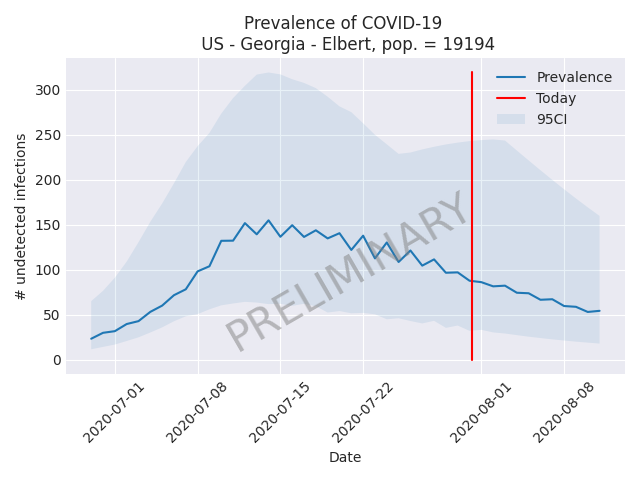 Prevalence of COVID-19
US - Georgia - Elbert, pop. = 19194
Prevalence
Today
95CI
# undetected infections
300
250
200
150
100
50
0
PRELIMINARY
2020-07-01
2020-07-08
2020-07-15
2020-07-22
2020-08-01
2020-08-08
Date